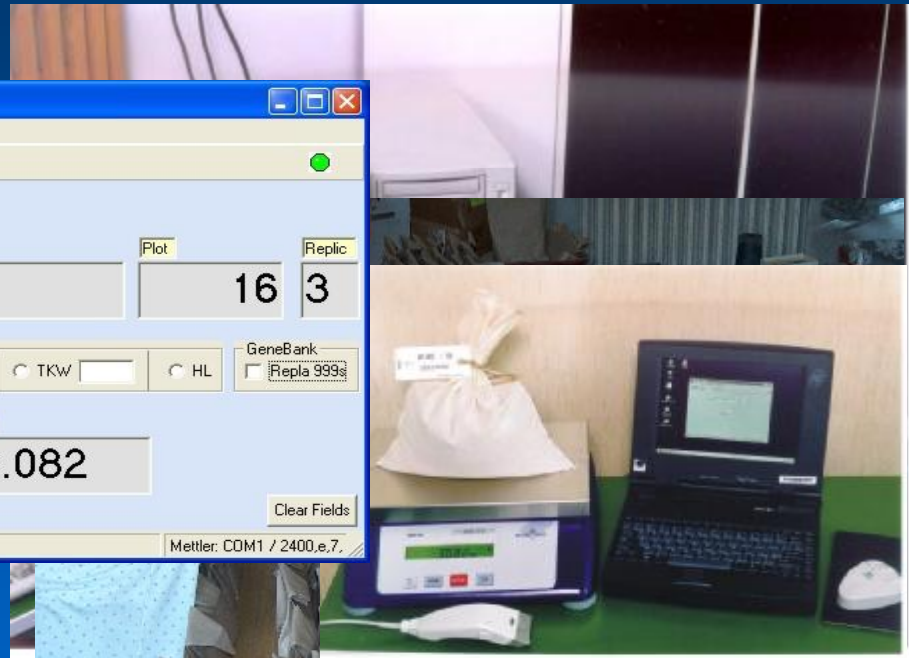 Plot
Replic
16
3
TKW
HL
GeneBank
Repla 999s
.082
Clear Fields
Mettler: COM1 / 2400,e,7,